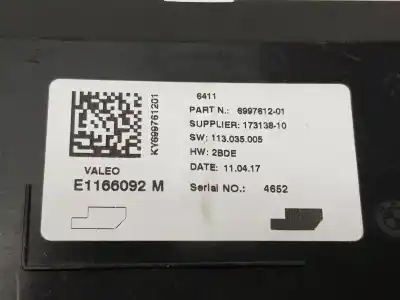 6411
PART N.: 6997612-01
SUPPLIER: 173138-10
SW: 113.035.005
HW: 2BDE
DATE: 11.04.17
Serial NO.: 4652
KY699761201
VALEO
E1166092 M